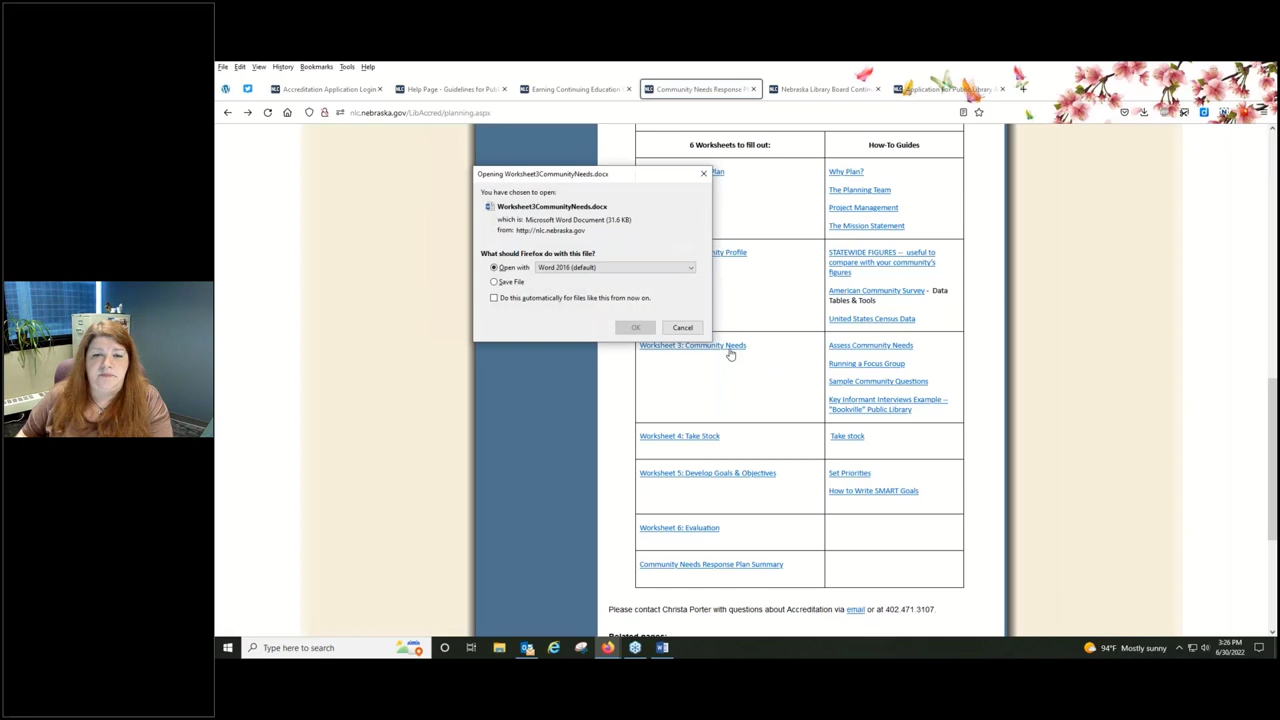 File Edit View History Bookmarks Tools Help
Accreditation Application Login
Help Page - Guidelines for Pub
Earning Continuing Education
Community Needs Response P
Nebraska Library Board Contin
Application for Public Library A
nlc.nebraska.gov/LibAccred/planning.aspx
6 Worksheets to fill out:
How-To Guides
lan
Why Plan?
The Planning Team
Project Management
The Mission Statement
nity Profile
STATEWIDE FIGURES -- useful to
compare with your community's
figures
American Community Survey - Data
Tables & Tools
United States Census Data
Opening Worksheet3CommunityNeeds.docx
You have chosen to open:
Worksheet3CommunityNeeds.docx
which is: Microsoft Word Document (31.6 KB)
from: http://nlc.nebraska.gov
What should Firefox do with this file?
Open with Word 2016 (default)
Save File
Do this automatically for files like this from now on.
OK Cancel
Worksheet 3: Community Needs
Assess Community Needs
Running a Focus Group
Sample Community Questions
Key Informant Interviews Example --
"Bookville" Public Library
Worksheet 4: Take Stock
Take stock
Worksheet 5: Develop Goals & Objectives
Set Priorities
How to Write SMART Goals
Worksheet 6: Evaluation
Community Needs Response Plan Summary
Please contact Christa Porter with questions about Accreditation via email or at 402.471.3107.
Related pages:
Type here to search
94°F Mostly sunny
3:26 PM
6/30/2022